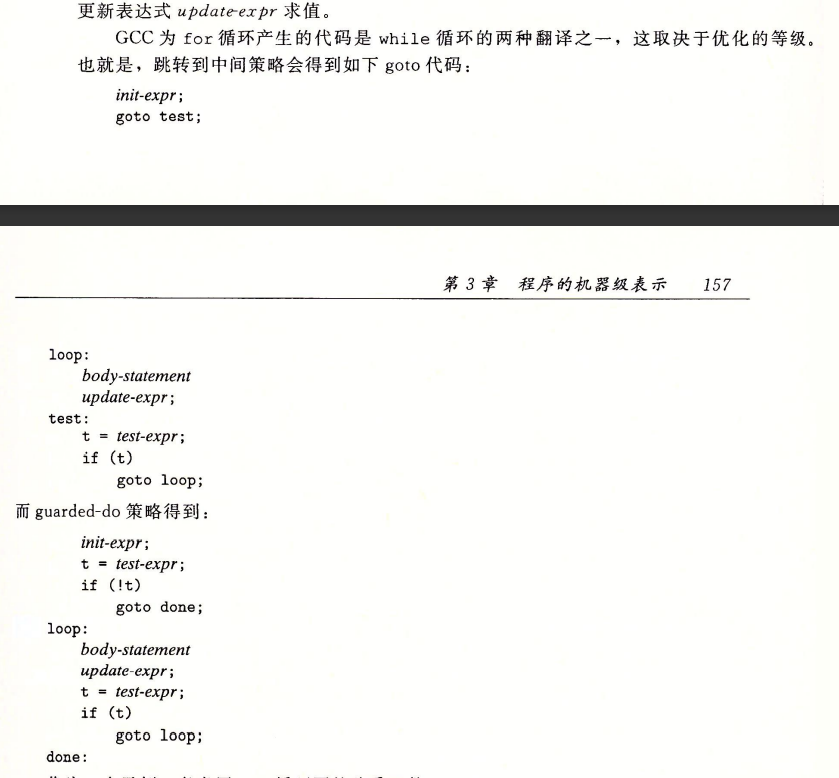 更新表达式 update-expr 求值。
GCC 为 for 循环产生的代码是 while 循环的两种翻译之一，这取决于优化的等级。
也就是，跳转到中间策略会得到如下 goto 代码：
init-expr;
goto test;
第 3 章 程序的机器级表示 157
loop:
body-statement
update-expr;
test:
t = test-expr;
if (t)
goto loop;
而 guarded-do 策略得到：
init-expr;
t = test-expr;
if (!t)
goto done;
loop:
body-statement
update-expr;
t = test-expr;
if (t)
goto loop;
done: